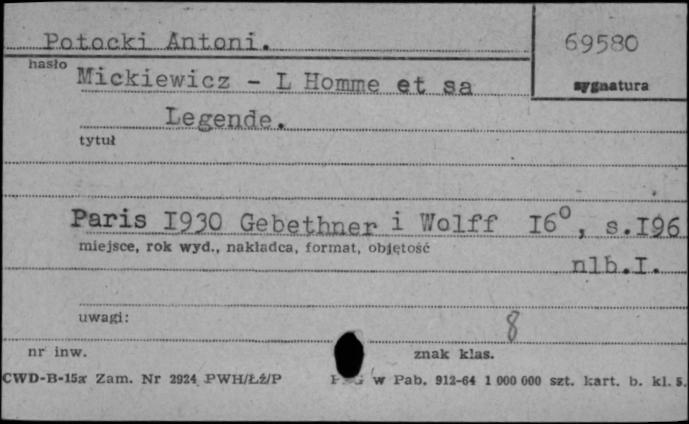 Potocki Antoni.
69580
hasło
sygnatura
Mickiewicz - L Homme et sa
Legende.
tytuł
Paris I930 Gebethner i Wolff I6°, s.I96
miejsce, rok wyd., nakładca, format, objętość
nlb.I.
uwagi:
8
nr inw.
znak klas.
CWD-B-15a Zam. Nr 2924 PWH/Łż/P
w Pab. 912-64 1 000 000 szt. kart. b. kl. 5.